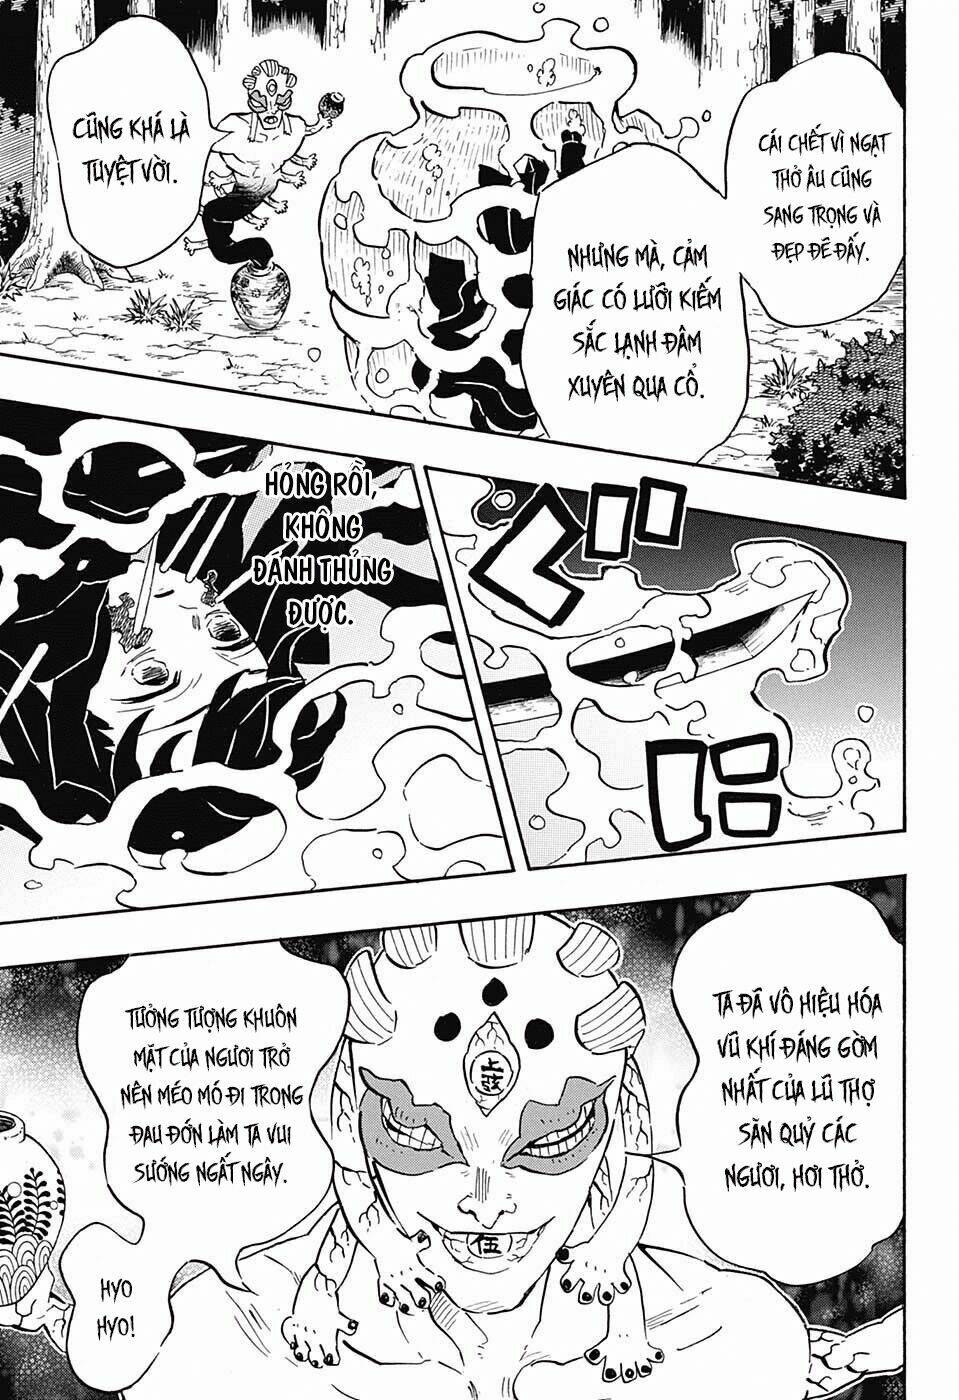 CÁI CHẾT VÌ NGẠT
THỞ ÂU CŨNG
SANG TRỌNG VÀ
ĐẸP ĐẼ ĐẤY.
NHƯNG MÀ, CẢM
GIÁC CÓ LƯỠI KIẾM
SẮC LẠNH ĐÂM
XUYÊN QUA CỔ.
CŨNG KHÁ LÀ
TUYỆT VỜI.
ぐ
ロロ
HỎNG RỒI,
KHÔNG
ĐÁNH THỦNG
ĐƯỢC.
TA ĐÃ VÔ HIỆU HÓA
VŨ KHÍ ĐÁNG GỜM
NHẤT CỦA LŨ THỢ
SĂN QUỶ CÁC
NGƯƠI, HƠI THỞ.
上弦
伍
TƯỞNG TƯỢNG KHUÔN
MẶT CỦA NGƯƠI TRỞ
NÊN MÉO MÓ ĐI TRONG
ĐAU ĐỚN LÀM TA VUI
SƯỚNG NGẤT NGÂY.
HYO
HYO!